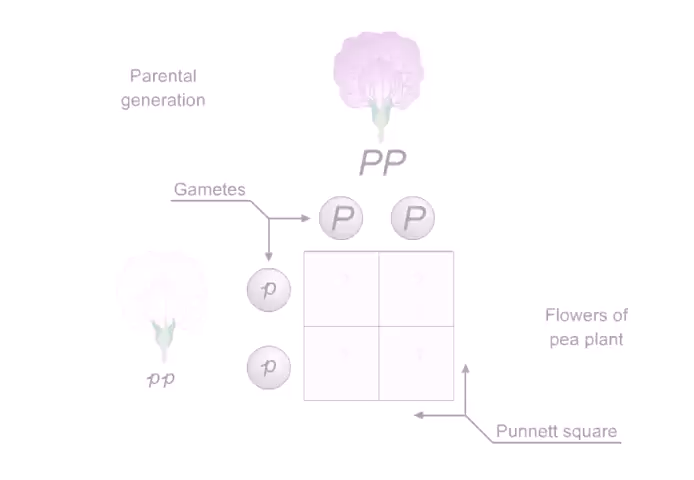 Parental
generation
PP
Gametes
P P
p
Flowers of
pea plant
p
pp
Punnett square